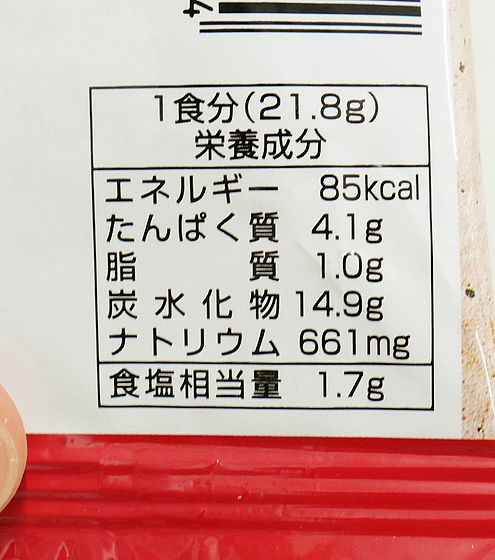 1食分(21.8g)
栄養成分
エネルギー 85kcal
たんぱく質 4.1g
脂質 1.0g
炭水化物 14.9g
ナトリウム 661mg
食塩相当量 1.7g